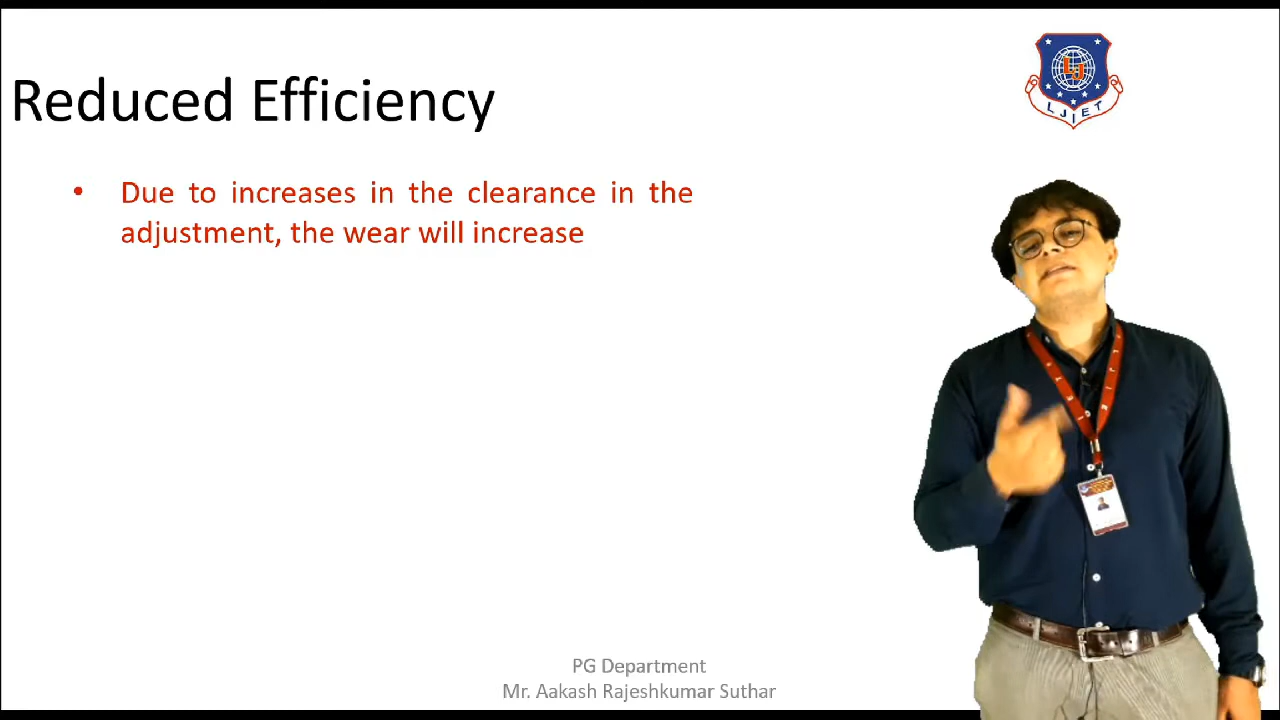 Reduced Efficiency
LJIET
• Due to increases in the clearance in the
adjustment, the wear will increase
PG Department
Mr. Aakash Rajeshkumar Suthar